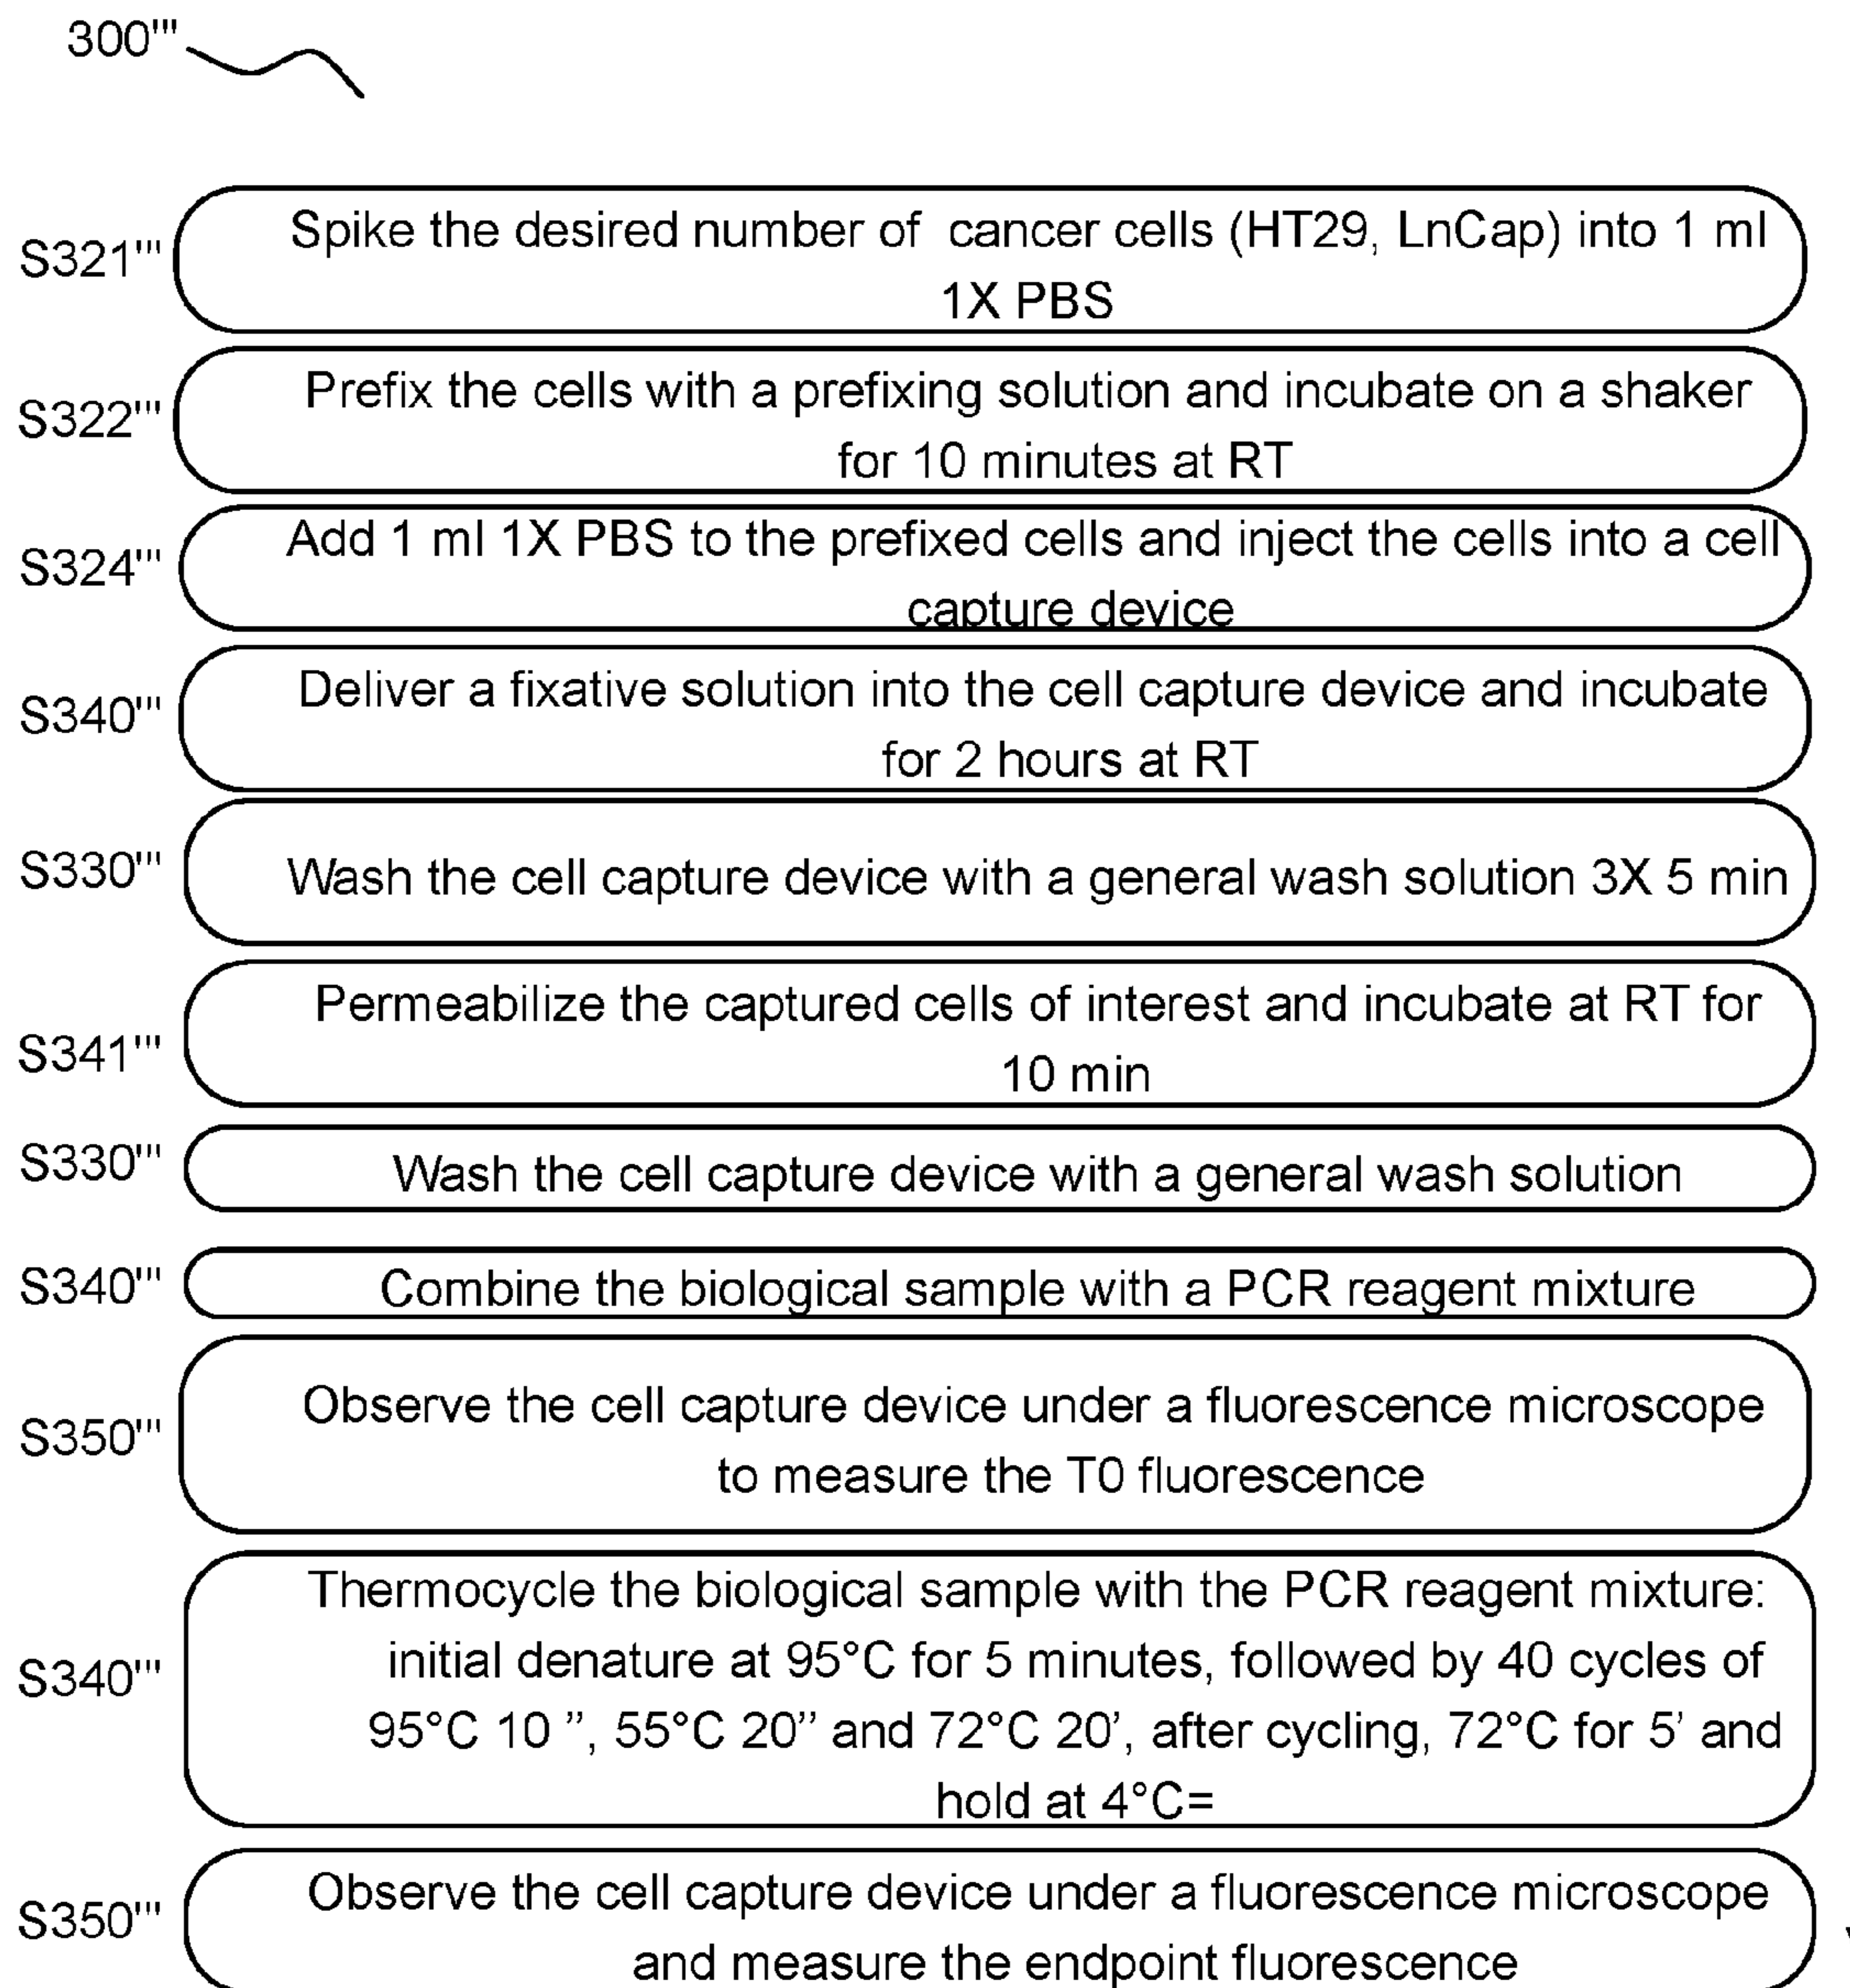 300'''
S321'''
Spike the desired number of cancer cells (HT29, LnCap) into 1 ml
1X PBS
S322'''
Prefix the cells with a prefixing solution and incubate on a shaker
for 10 minutes at RT
S324'''
Add 1 ml 1X PBS to the prefixed cells and inject the cells into a cell
capture device
S340'''
Deliver a fixative solution into the cell capture device and incubate
for 2 hours at RT
S330'''
Wash the cell capture device with a general wash solution 3X 5 min
S341'''
Permeabilize the captured cells of interest and incubate at RT for
10 min
S330'''
Wash the cell capture device with a general wash solution
S340'''
Combine the biological sample with a PCR reagent mixture
S350'''
Observe the cell capture device under a fluorescence microscope
to measure the T0 fluorescence
S340'''
Thermocycle the biological sample with the PCR reagent mixture:
initial denature at 95°C for 5 minutes, followed by 40 cycles of
95°C 10 ”, 55°C 20” and 72°C 20’, after cycling, 72°C for 5’ and
hold at 4°C=
S350'''
Observe the cell capture device under a fluorescence microscope
and measure the endpoint fluorescence